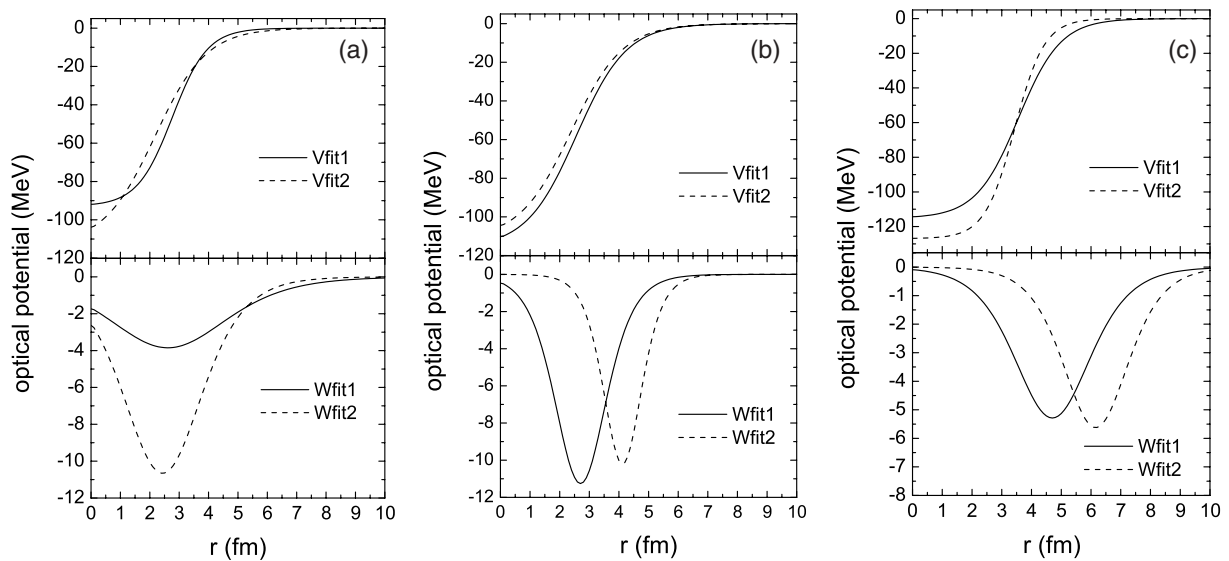 (a)
0
-20
-40
-60
-80
-100
-120
Vfit1
Vfit2
0
-2
-4
-6
-8
-10
-12
Wfit1
Wfit2
0 1 2 3 4 5 6 7 8 9 10
r (fm)
optical potential (MeV)
(b)
0
-20
-40
-60
-80
-100
-120
Vfit1
Vfit2
0
-2
-4
-6
-8
-10
-12
Wfit1
Wfit2
0 1 2 3 4 5 6 7 8 9 10
r (fm)
optical potential (MeV)
(c)
0
-20
-40
-60
-80
-100
-120
Vfit1
Vfit2
0
-1
-2
-3
-4
-5
-6
-7
-8
Wfit1
Wfit2
0 1 2 3 4 5 6 7 8 9 10
r (fm)
optical potential (MeV)